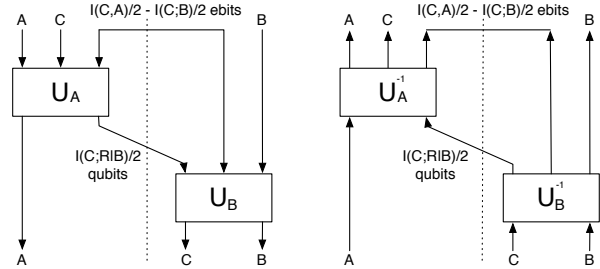 I(C,A)/2 - I(C;B)/2 ebits
A C B
U_A
I(C;R|B)/2
qubits
U_B
A C B
I(C,A)/2 - I(C;B)/2 ebits
A C B
U_A^-1
I(C;R|B)/2
qubits
U_B^-1
A C B